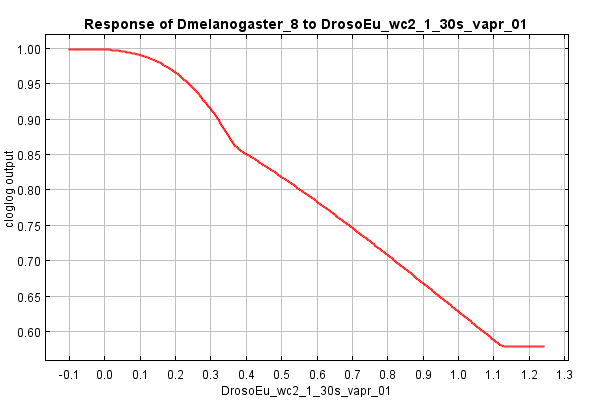 Response of Dmelanogaster_8 to DrosoEu_wc2_1_30s_vapr_01
1.00
0.95
0.90
0.85
0.80
0.75
0.70
0.65
0.60
cloglog output
-0.1 0.0 0.1 0.2 0.3 0.4 0.5 0.6 0.7 0.8 0.9 1.0 1.1 1.2 1.3
DrosoEu_wc2_1_30s_vapr_01